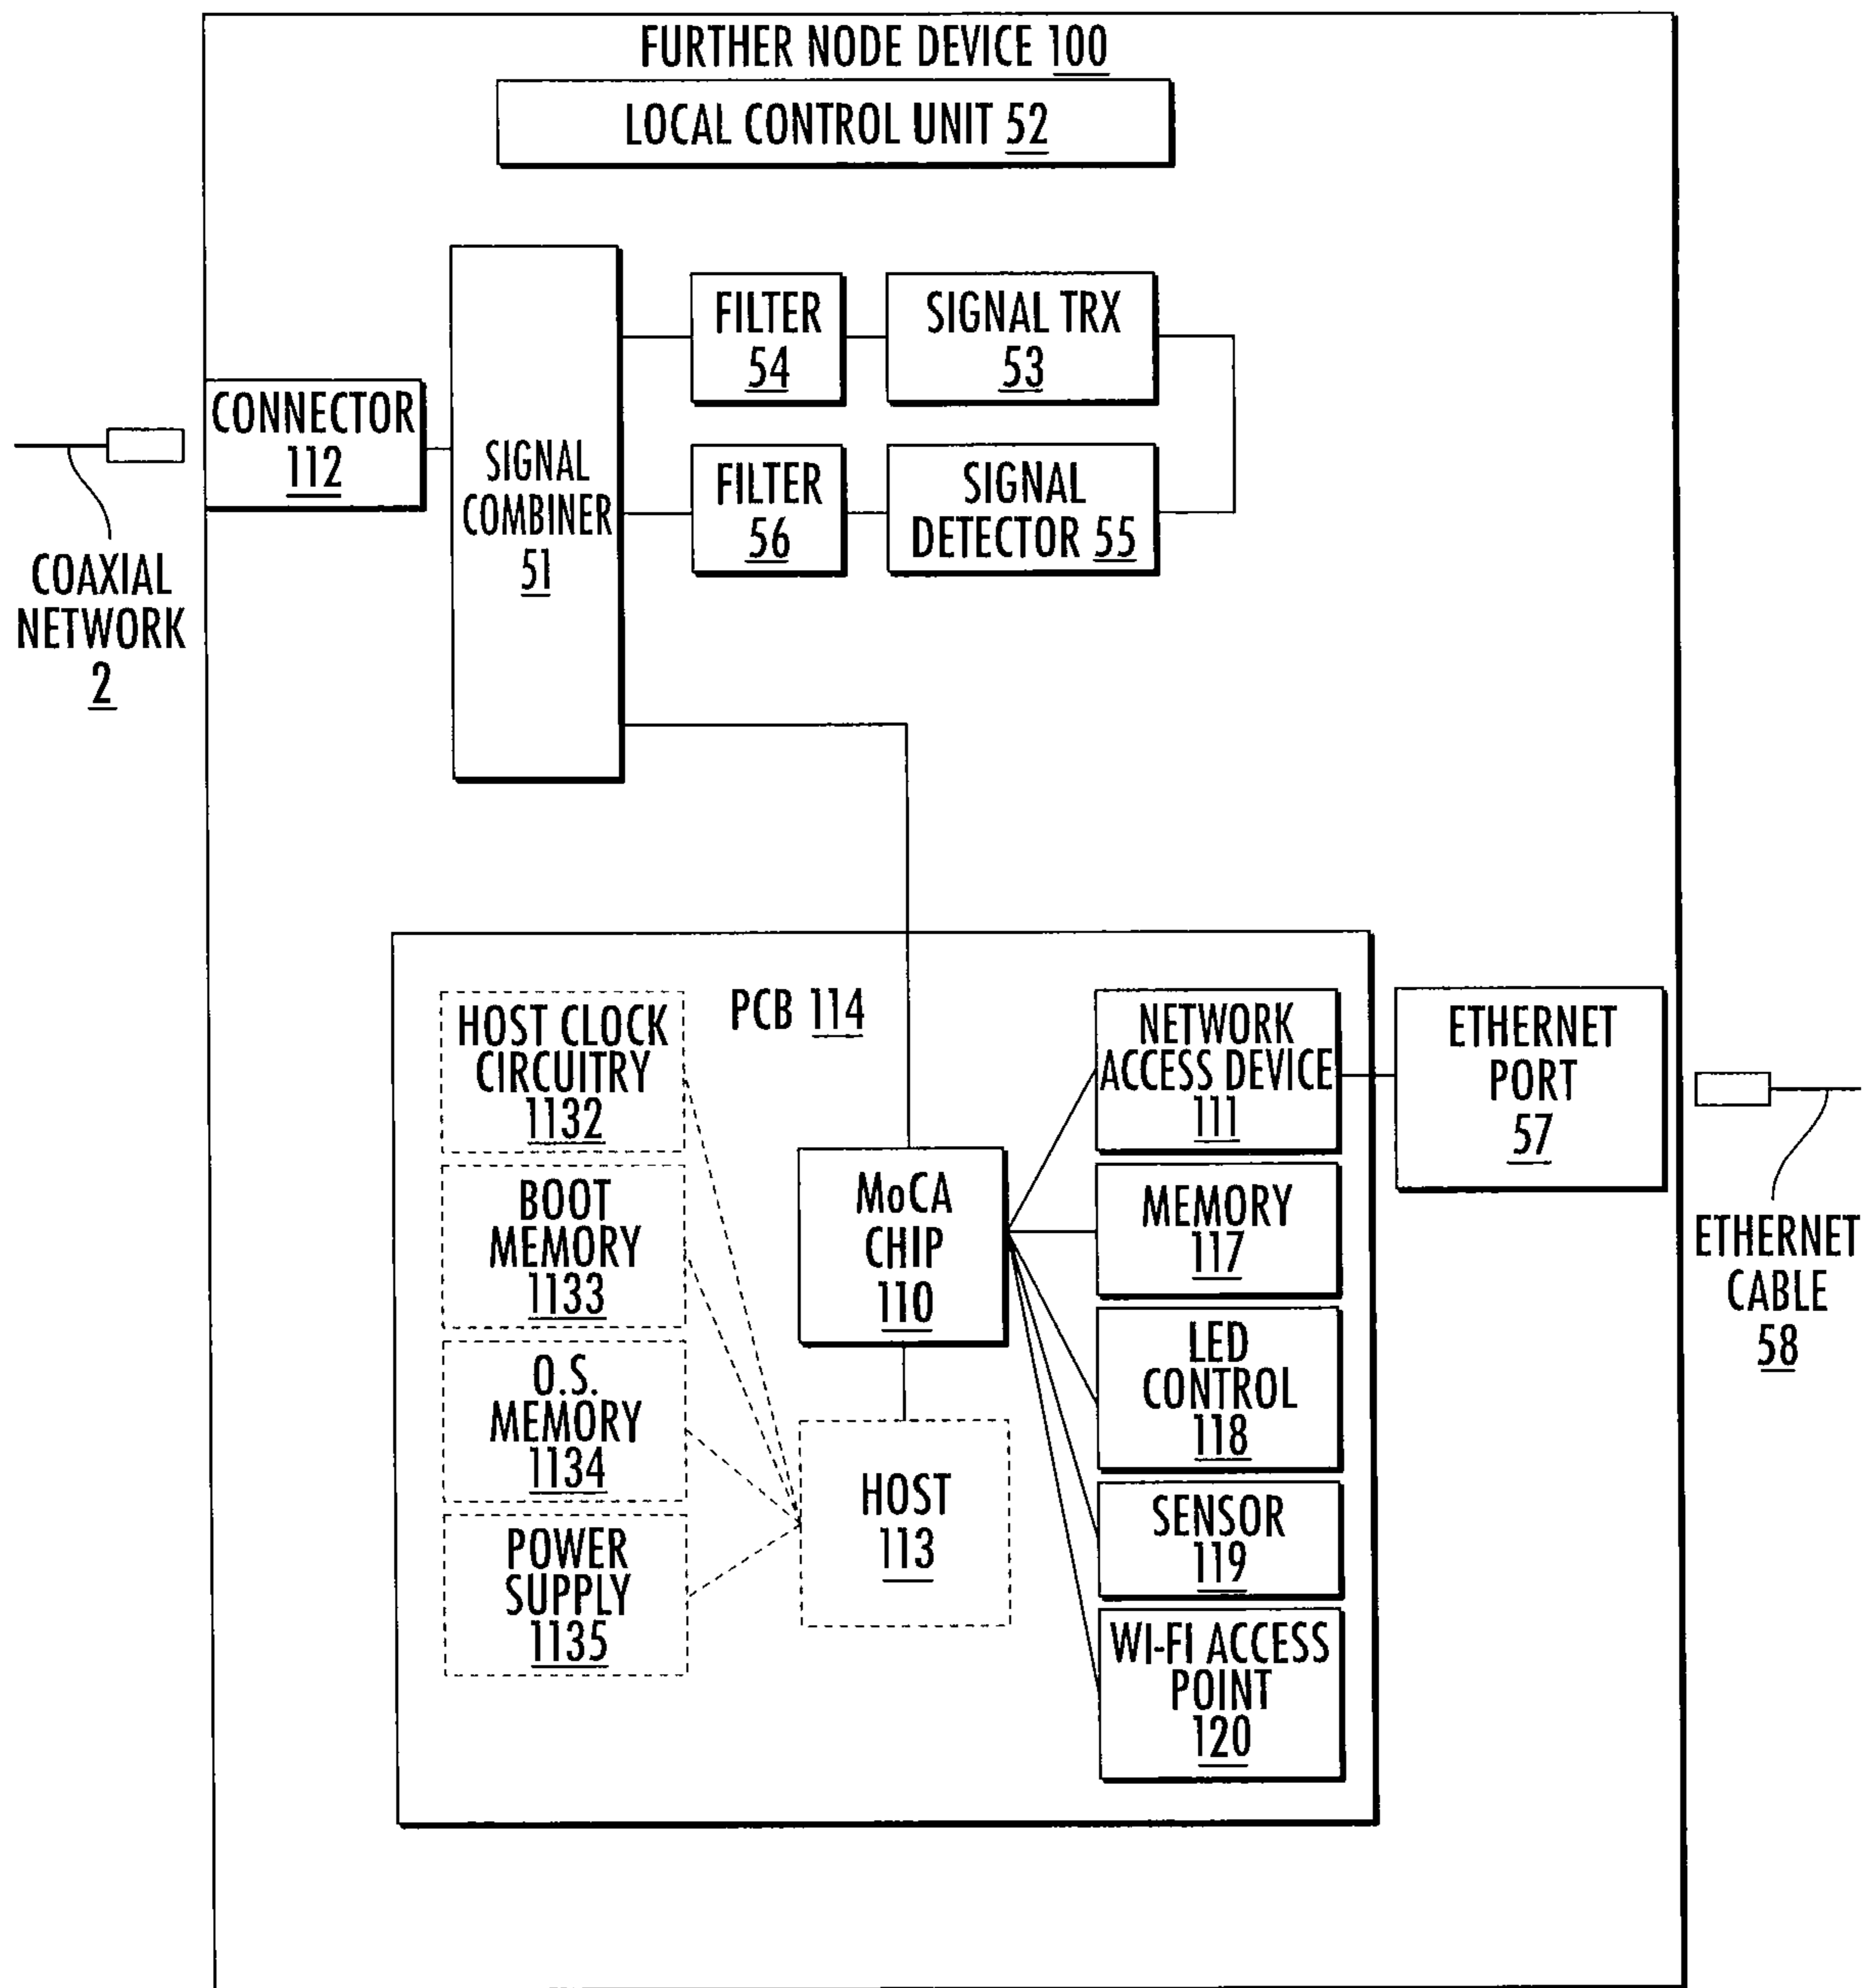 FURTHER NODE DEVICE 100
LOCAL CONTROL UNIT 52
FILTER
54
SIGNAL TRX
53
CONNECTOR
112
SIGNAL
COMBINER
51
FILTER
56
SIGNAL
DETECTOR 55
COAXIAL
NETWORK
2
PCB 114
HOST CLOCK
CIRCUITRY
1132
BOOT
MEMORY
1133
O.S.
MEMORY
1134
POWER
SUPPLY
1135
MoCA
CHIP
110
HOST
113
NETWORK
ACCESS DEVICE
111
MEMORY
117
LED
CONTROL
118
SENSOR
119
WI-FI ACCESS
POINT
120
ETHERNET
PORT
57
ETHERNET
CABLE
58